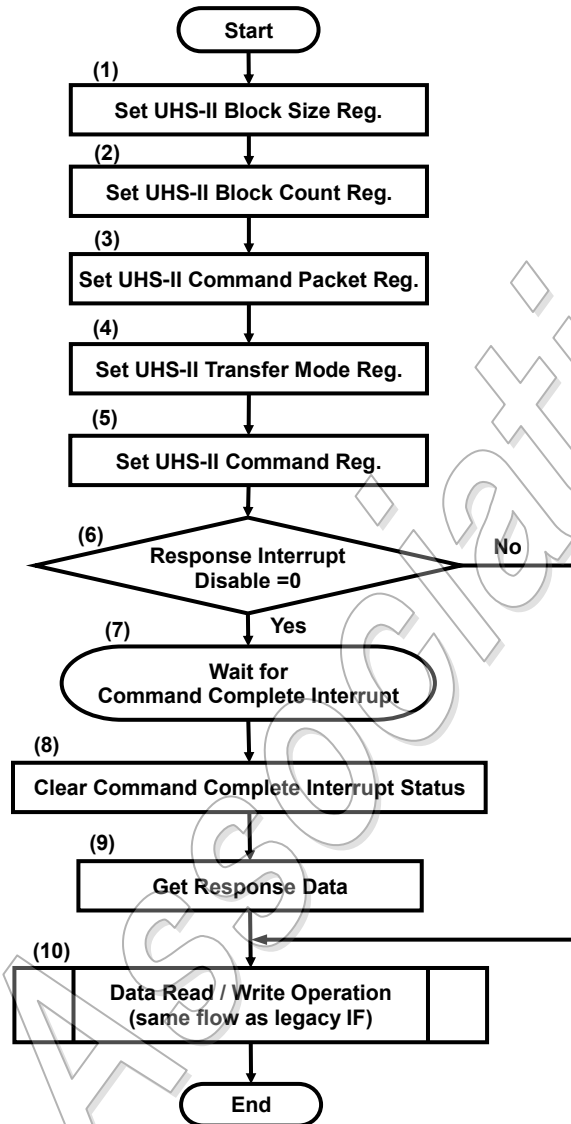 Start
(1)
Set UHS-II Block Size Reg.
(2)
Set UHS-II Block Count Reg.
(3)
Set UHS-II Command Packet Reg.
(4)
Set UHS-II Transfer Mode Reg.
(5)
Set UHS-II Command Reg.
(6)
Response Interrupt
Disable =0
No
Yes
(7)
Wait for
Command Complete Interrupt
(8)
Clear Command Complete Interrupt Status
(9)
Get Response Data
(10)
Data Read / Write Operation
(same flow as legacy IF)
End
Associati